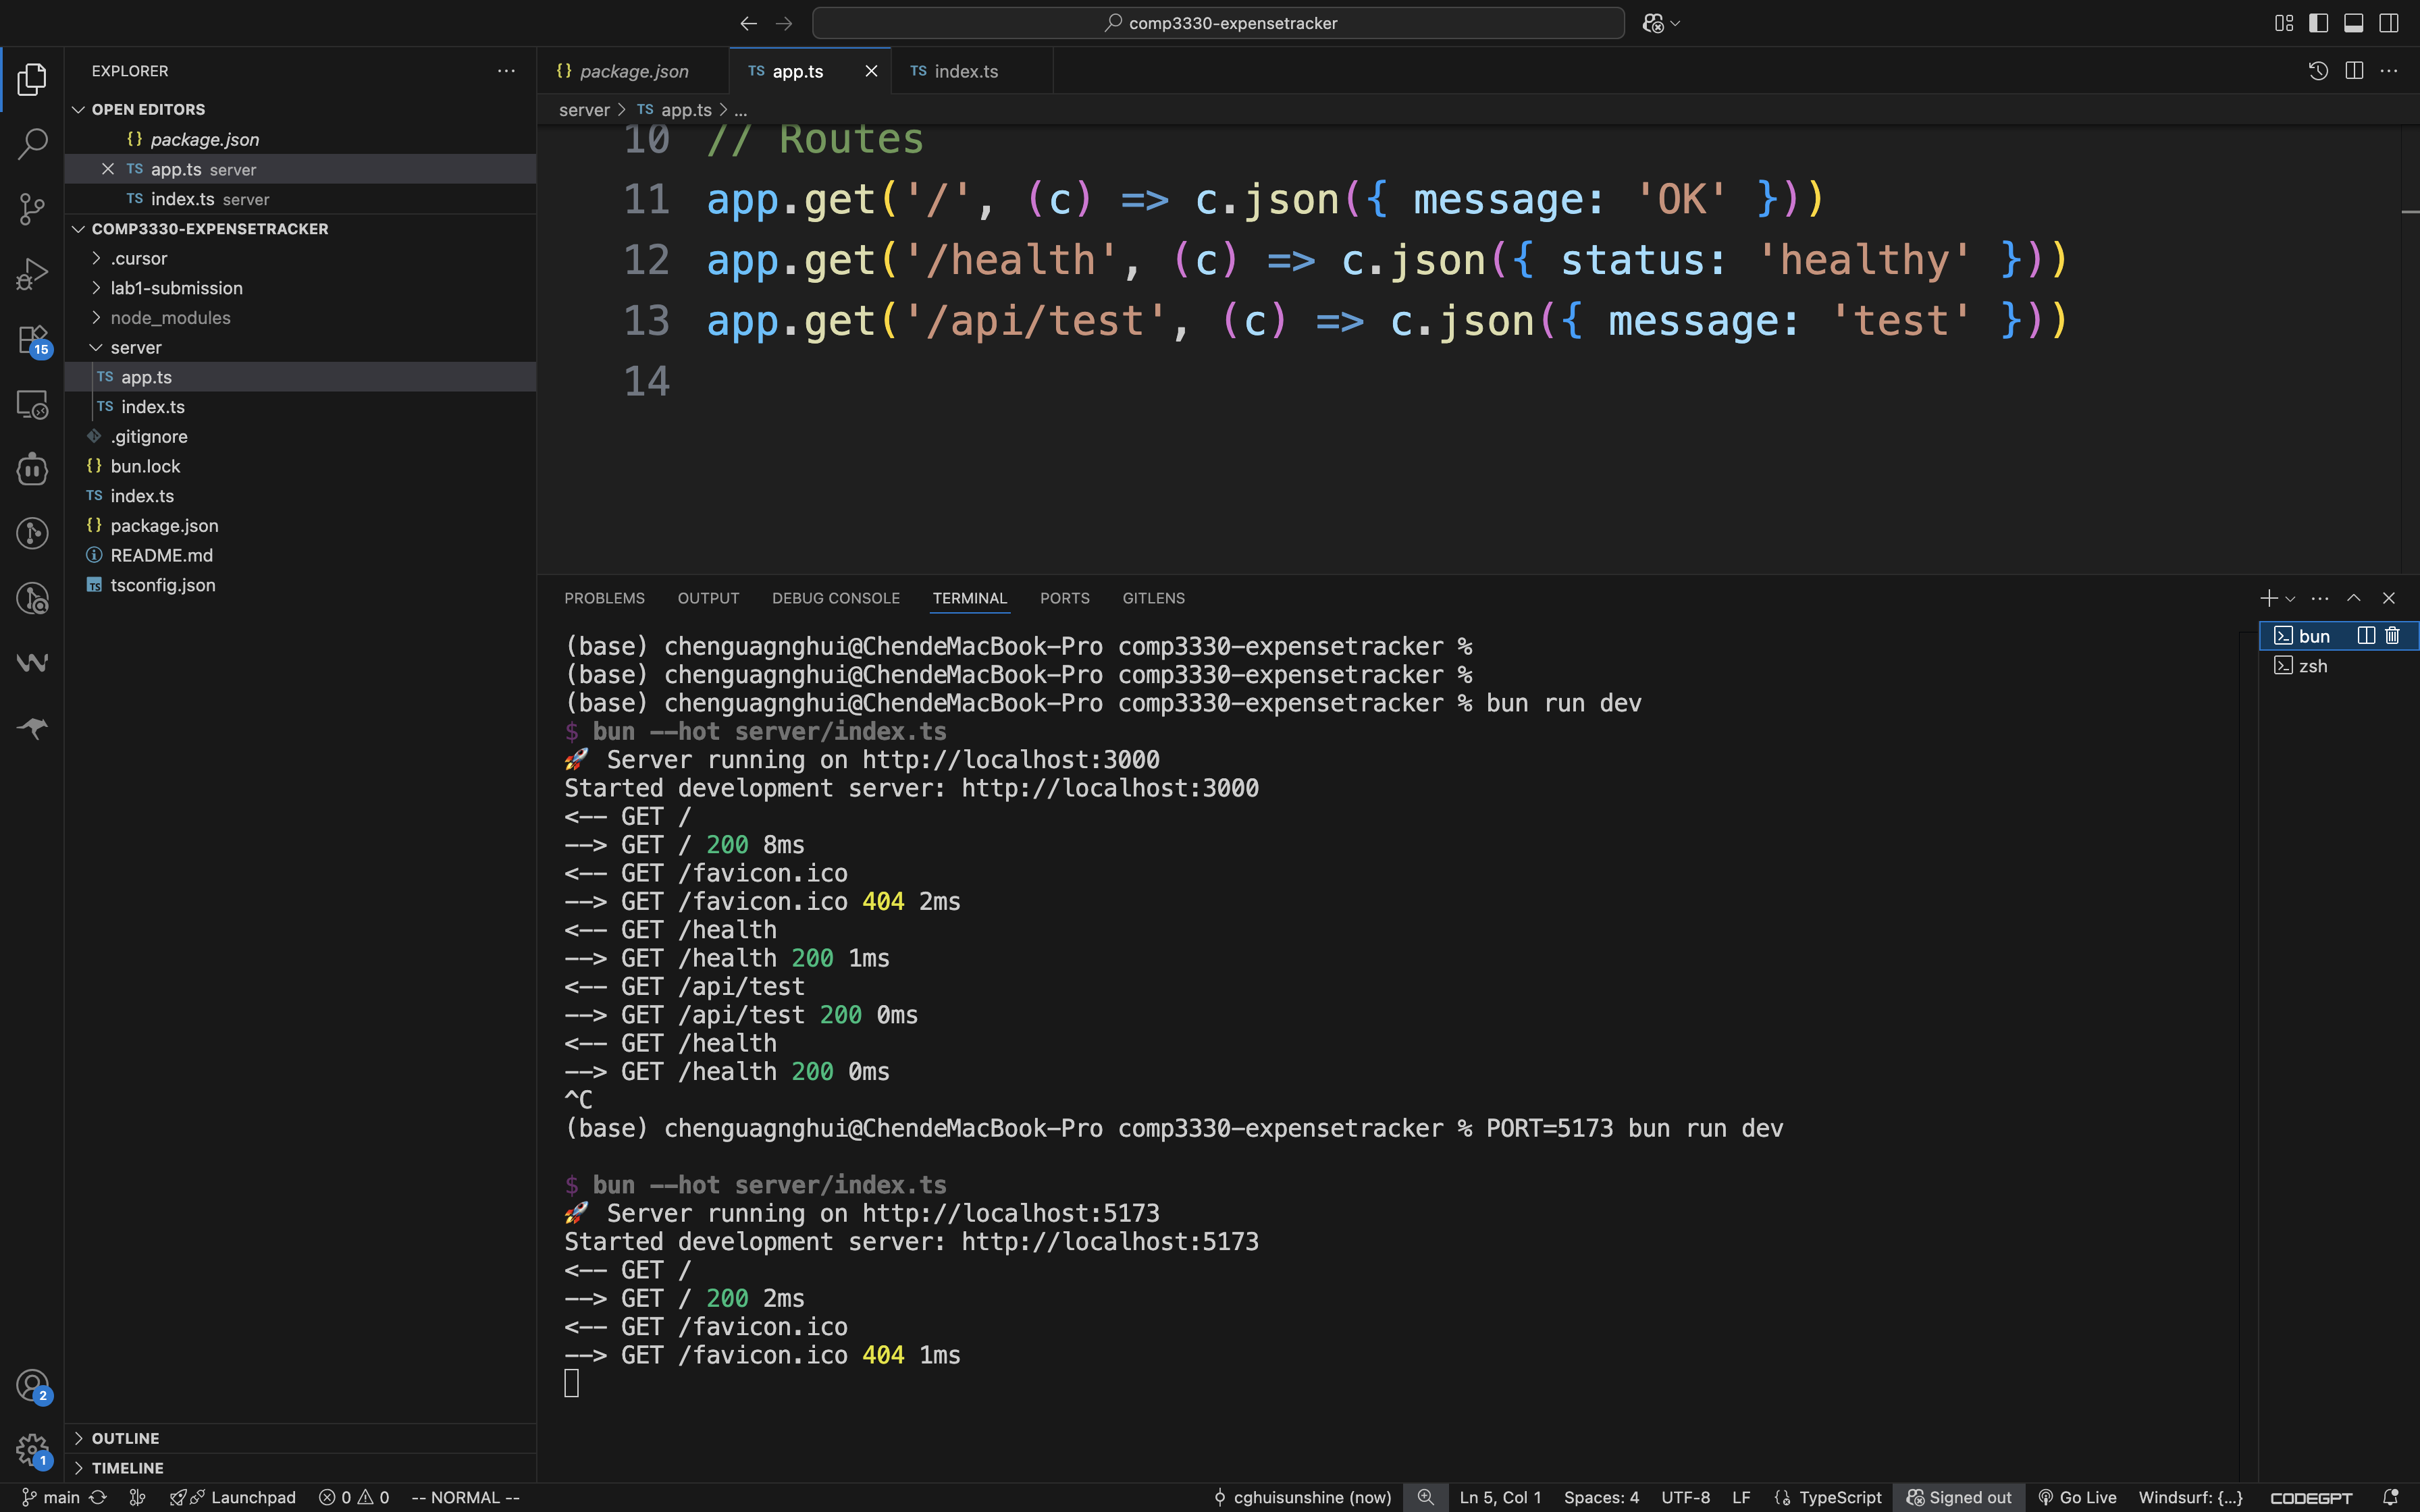 comp3330-expensetracker
EXPLORER
OPEN EDITORS
{} package.json
TS app.ts server
TS index.ts server
COMP3330-EXPENSETRACKER
.cursor
lab1-submission
node_modules
server
TS app.ts
TS index.ts
.gitignore
{} bun.lock
TS index.ts
{} package.json
README.md
TS tsconfig.json
OUTLINE
TIMELINE
15
2
1
{} package.json
TS app.ts
TS index.ts
server > TS app.ts > ...
10 // Routes
11 app.get('/', (c) => c.json({ message: 'OK' }))
12 app.get('/health', (c) => c.json({ status: 'healthy' }))
13 app.get('/api/test', (c) => c.json({ message: 'test' }))
14
PROBLEMS OUTPUT DEBUG CONSOLE TERMINAL PORTS GITLENS
bun
zsh
(base) chenguagnghui@ChendeMacBook-Pro comp3330-expensetracker %
(base) chenguagnghui@ChendeMacBook-Pro comp3330-expensetracker %
(base) chenguagnghui@ChendeMacBook-Pro comp3330-expensetracker % bun run dev
$ bun --hot server/index.ts
🚀 Server running on http://localhost:3000
Started development server: http://localhost:3000
<-- GET /
--> GET / 200 8ms
<-- GET /favicon.ico
--> GET /favicon.ico 404 2ms
<-- GET /health
--> GET /health 200 1ms
<-- GET /api/test
--> GET /api/test 200 0ms
<-- GET /health
--> GET /health 200 0ms
^C
(base) chenguagnghui@ChendeMacBook-Pro comp3330-expensetracker % PORT=5173 bun run dev
$ bun --hot server/index.ts
🚀 Server running on http://localhost:5173
Started development server: http://localhost:5173
<-- GET /
--> GET / 200 2ms
<-- GET /favicon.ico
--> GET /favicon.ico 404 1ms
main Launchpad 0 0 -- NORMAL -- cghuisunshine (now) Ln 5, Col 1 Spaces: 4 UTF-8 LF {} TypeScript Signed out Go Live Windsurf: {...} CODEGPT